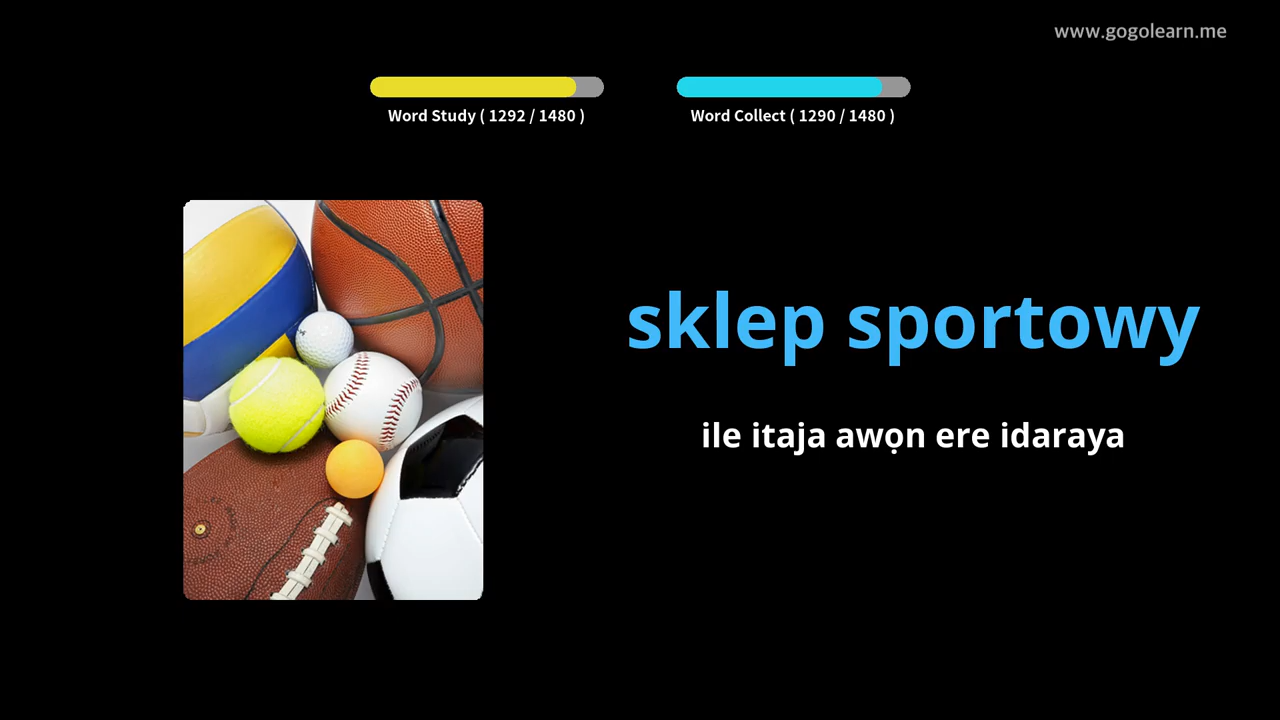 www.gogolearn.me
Word Study ( 1292 / 1480 )
Word Collect ( 1290 / 1480 )
sklep sportowy
ile itaja awọn ere idaraya